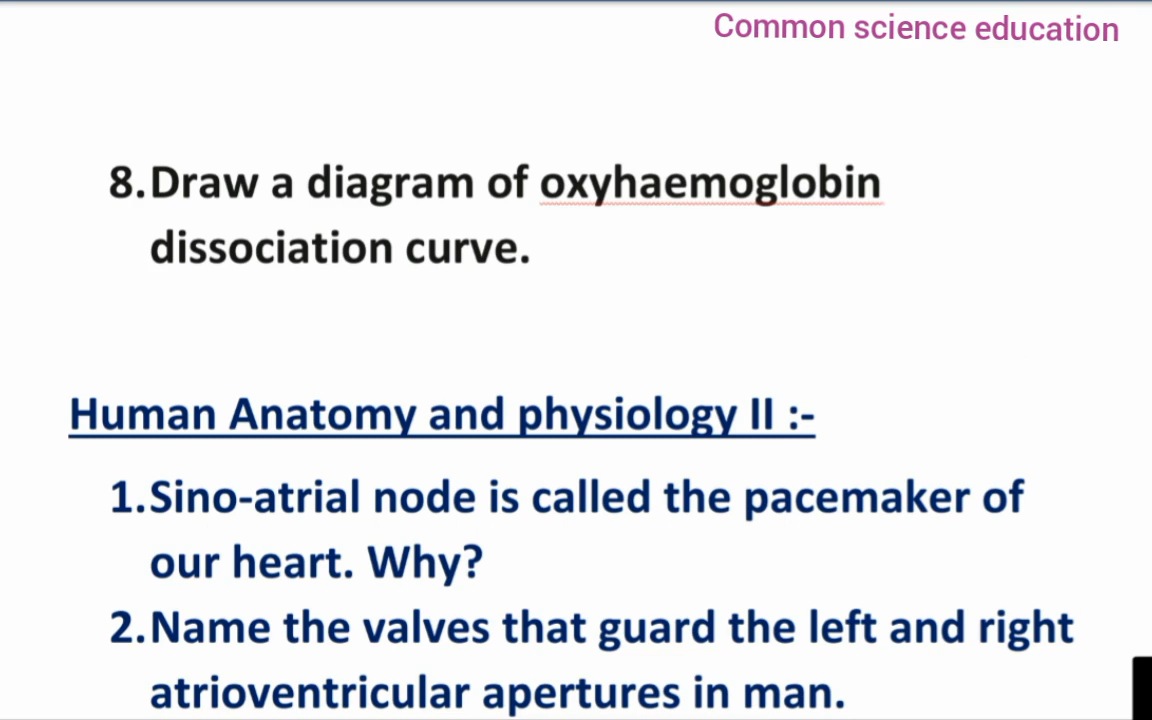 Common science education
8.Draw a diagram of oxyhaemoglobin
dissociation curve.
Human Anatomy and physiology II :-
1.Sino-atrial node is called the pacemaker of
our heart. Why?
2.Name the valves that guard the left and right
atrioventricular apertures in man.